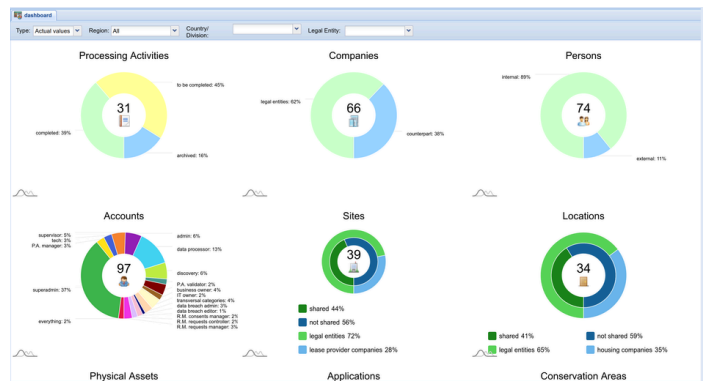 dashboard
Type: Actual values Region: All Country/ Division: Legal Entity:
Processing Activities
31
to be completed: 45%
completed: 39%
archived: 16%
Companies
66
legal entities: 62%
counterpart: 38%
Persons
74
internal: 89%
external: 11%
Accounts
97
supervisor: 5%
tech: 3%
P.A. manager: 3%
superadmin: 37%
everything: 2%
admin: 6%
data processor: 13%
discovery: 6%
P.A. validator: 2%
business owner: 4%
IT owner: 2%
transversal categories: 4%
data breach admin: 3%
data breach editor: 1%
R.M. consents manager: 2%
R.M. requests controller: 2%
R.M. requests manager: 3%
Sites
39
shared 44%
not shared 56%
legal entities 72%
lease provider companies 28%
Locations
34
shared 41% not shared 59%
legal entities 65% housing companies 35%
Physical Assets
Applications
Conservation Areas